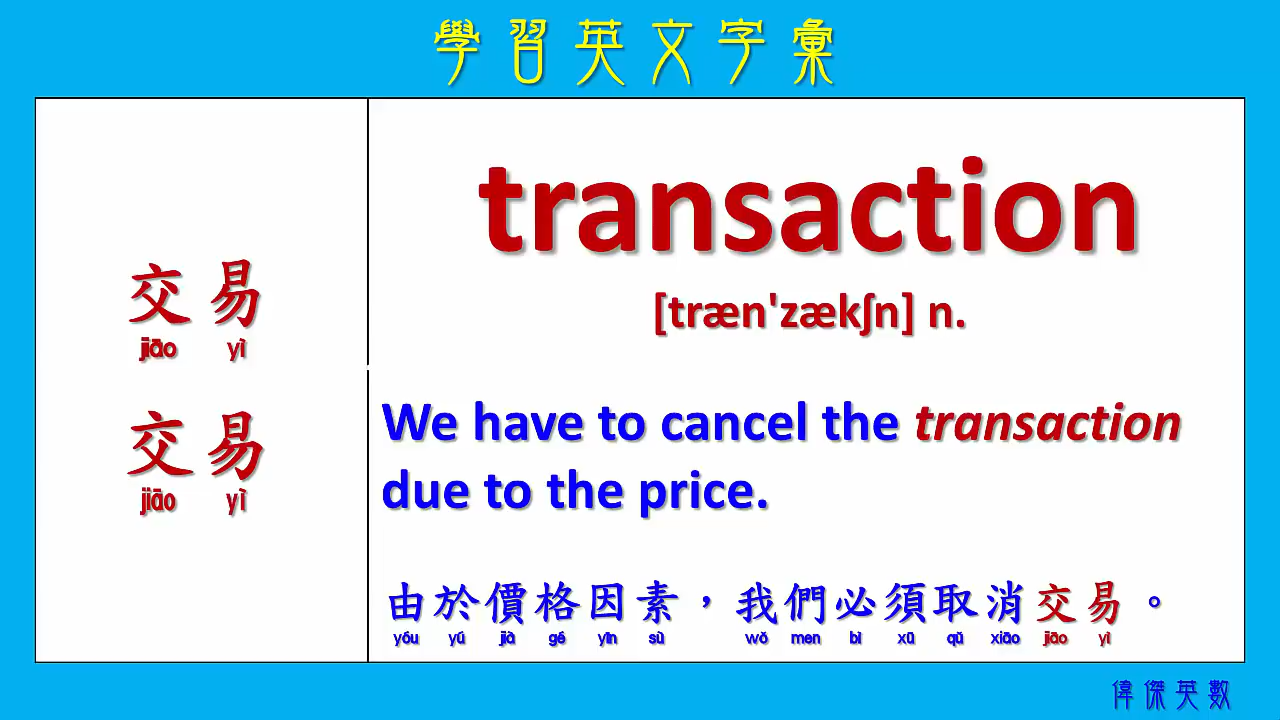 學習英文字彙
交易
jiāo yì
交易
jiāo yì
transaction
[træn'zækʃn] n.
We have to cancel the transaction
due to the price.
由於價格因素，我們必須取消交易。
yóu yú jià gé yīn sù wǒ men bì xū qǔ xiāo jiāo yì
偉傑英數